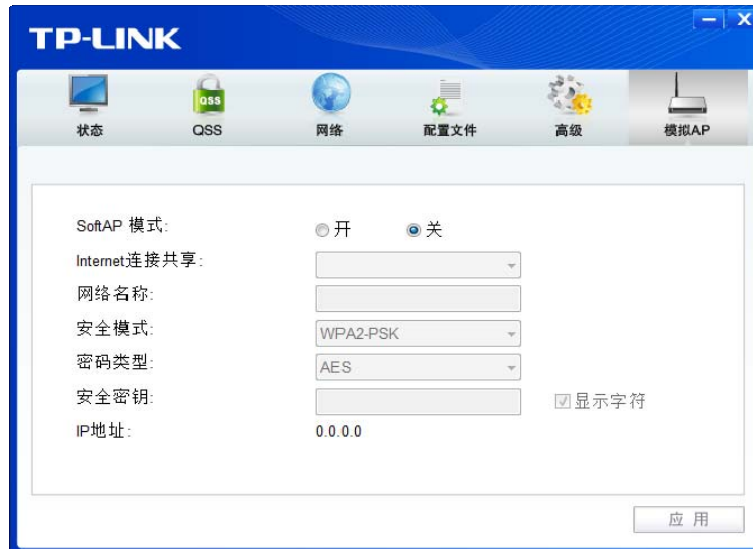 TP-LINK
QSS
状态
QSS
网络
配置文件
高级
模拟AP
SoftAP 模式:
开
关
Internet连接共享:
网络名称:
安全模式:
WPA2-PSK
密码类型:
AES
安全密钥:
显示字符
IP地址:
0.0.0.0
应 用